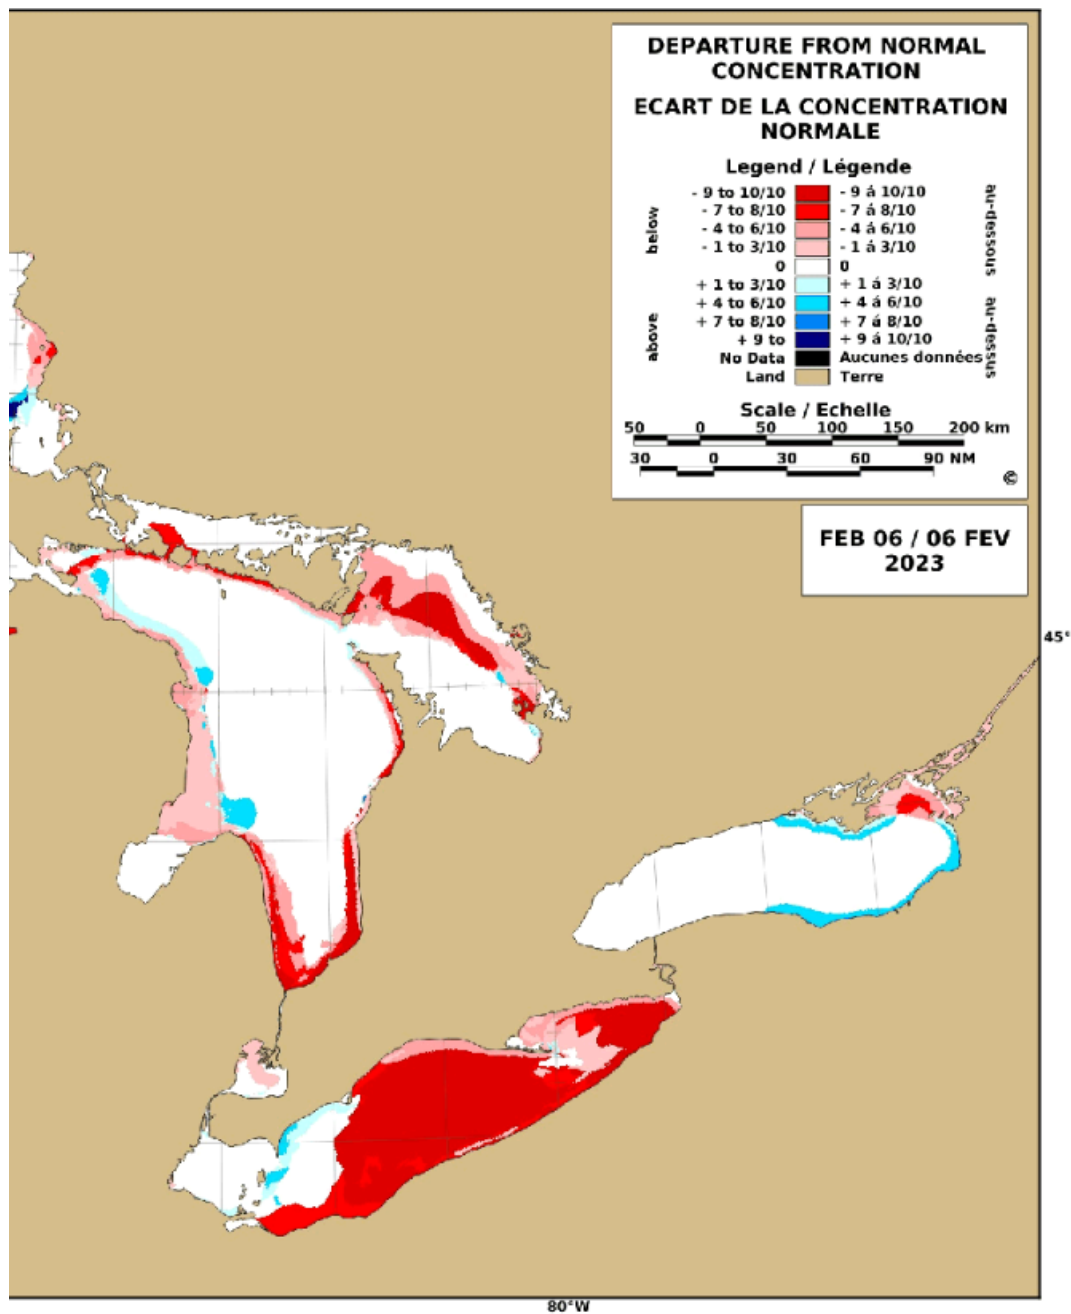 DEPARTURE FROM NORMAL
CONCENTRATION
ECART DE LA CONCENTRATION
NORMALE
Legend / Légende
- 9 to 10/10 - 9 á 10/10
- 7 to 8/10 - 7 á 8/10
- 4 to 6/10 - 4 á 6/10
- 1 to 3/10 - 1 á 3/10
0 0
+ 1 to 3/10 + 1 á 3/10
+ 4 to 6/10 + 4 á 6/10
+ 7 to 8/10 + 7 á 8/10
+ 9 to + 9 á 10/10
No Data Aucunes données
Land Terre
below
above
au-dessous
au-dessus
Scale / Echelle
50 0 50 100 150 200 km
30 0 30 60 90 NM
©
FEB 06 / 06 FEV
2023
45°
80°W